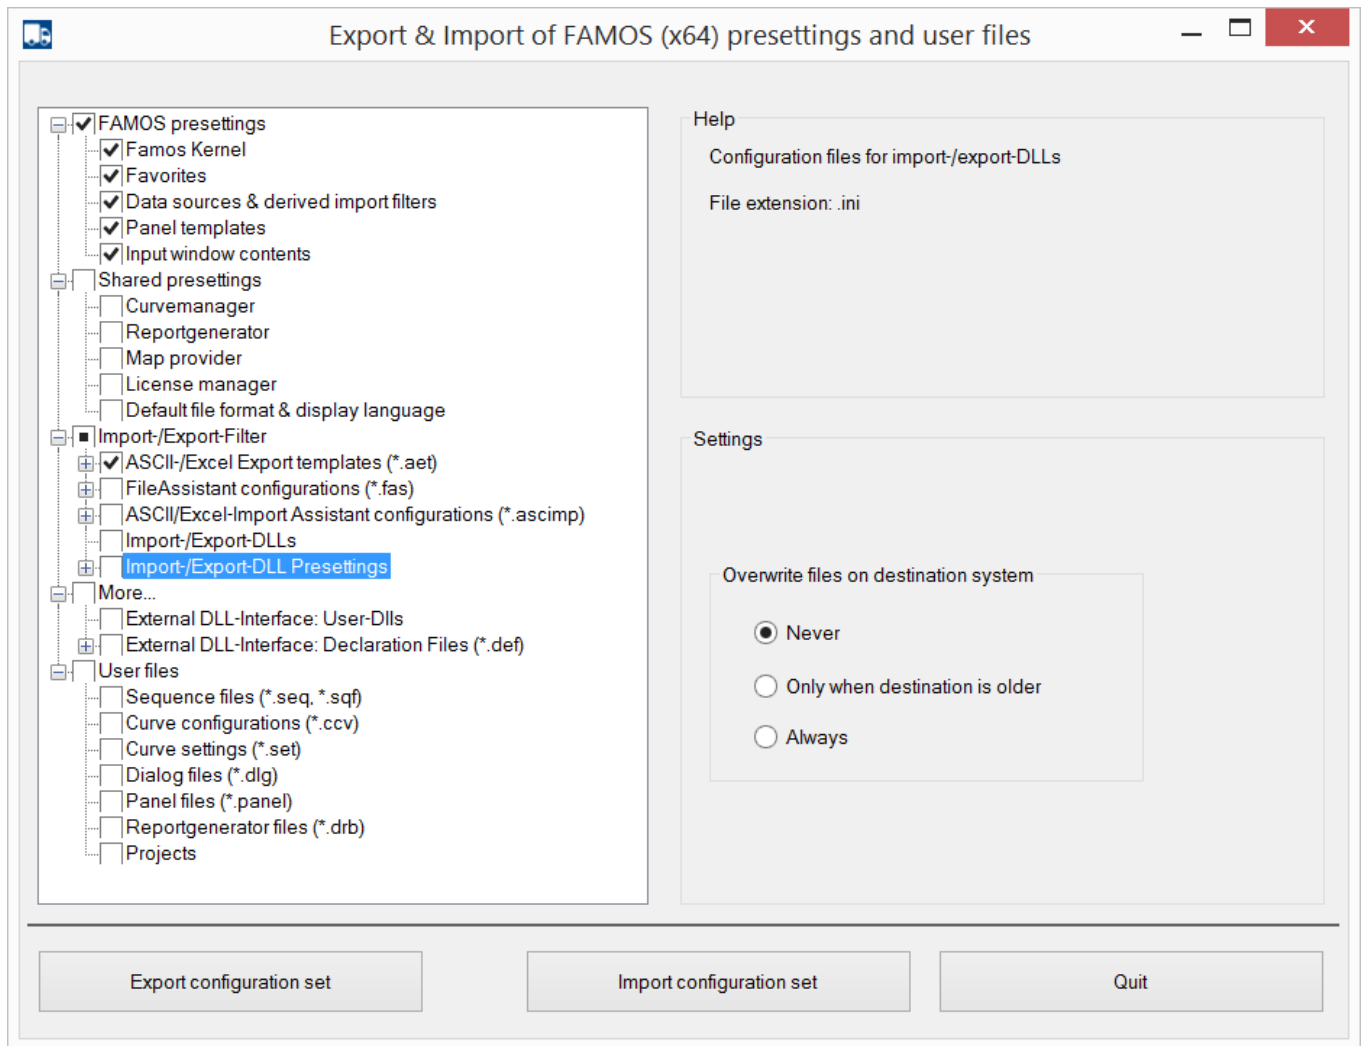 Export & Import of FAMOS (x64) presettings and user files
FAMOS presettings
Famos Kernel
Favorites
Data sources & derived import filters
Panel templates
Input window contents
Shared presettings
Curvemanager
Reportgenerator
Map provider
License manager
Default file format & display language
Import-/Export-Filter
ASCII-/Excel Export templates (*.aet)
FileAssistant configurations (*.fas)
ASCII/Excel-Import Assistant configurations (*.ascimp)
Import-/Export-DLLs
Import-/Export-DLL Presettings
More...
External DLL-Interface: User-Dlls
External DLL-Interface: Declaration Files (*.def)
User files
Sequence files (*.seq, *.sqf)
Curve configurations (*.ccv)
Curve settings (*.set)
Dialog files (*.dlg)
Panel files (*.panel)
Reportgenerator files (*.drb)
Projects
Help
Configuration files for import-/export-DLLs
File extension: .ini
Settings
Overwrite files on destination system
Never
Only when destination is older
Always
Export configuration set
Import configuration set
Quit